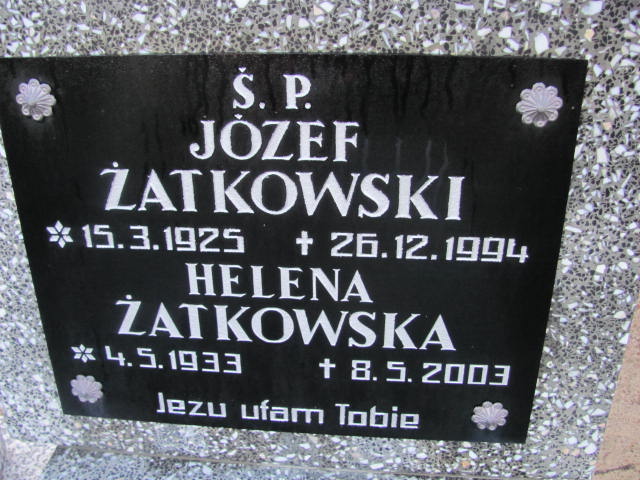 Š. P.
JÓZEF
ŻATKOWSKI
* 15.3.1925 ✝ 26.12.1994
HELENA
ŻATKOWSKA
* 4.5.1933 ✝ 8.5.2003
Jezu ufam Tobie